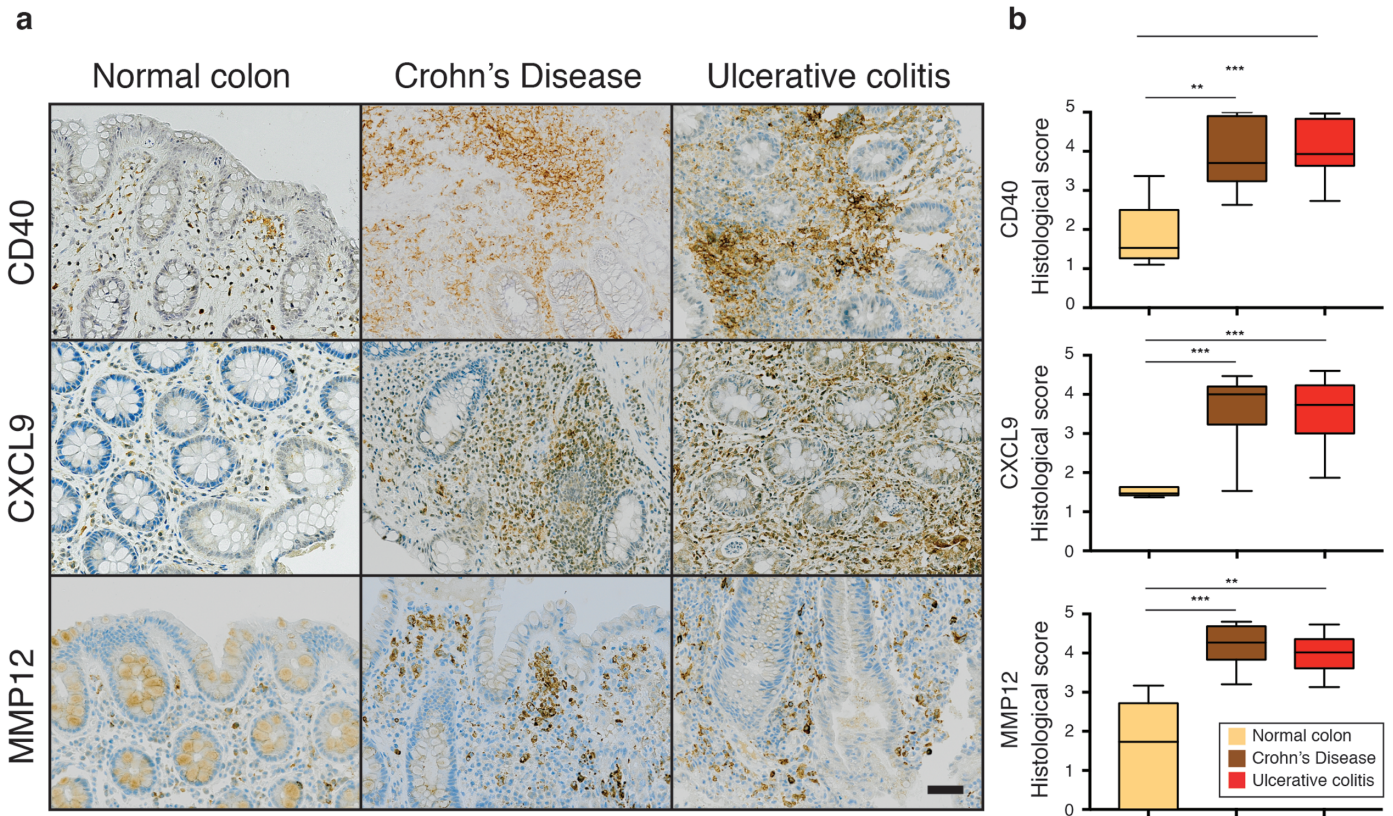 a
b
Normal colon
Crohn's Disease
Ulcerative colitis
CD40
CXCL9
MMP12
***
**
CD40
Histological score
5
4
3
2
1
0
***
***
CXCL9
Histological score
5
4
3
2
1
0
**
***
MMP12
Histological score
5
4
3
2
1
0
Normal colon
Crohn's Disease
Ulcerative colitis